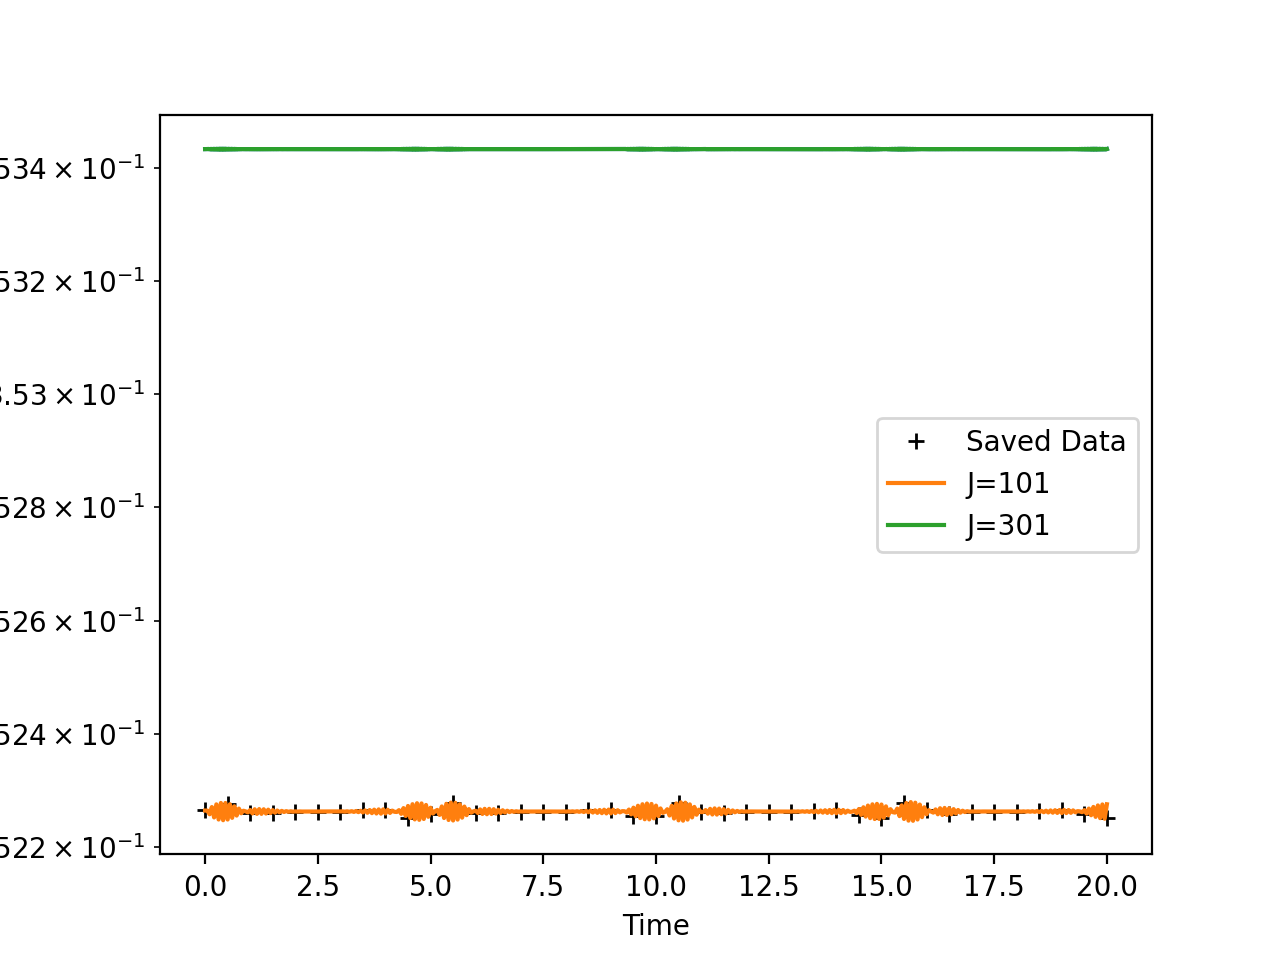 534 × 10⁻¹
532 × 10⁻¹
.53 × 10⁻¹
528 × 10⁻¹
526 × 10⁻¹
524 × 10⁻¹
522 × 10⁻¹
Saved Data
J=101
J=301
0.0 2.5 5.0 7.5 10.0 12.5 15.0 17.5 20.0
Time